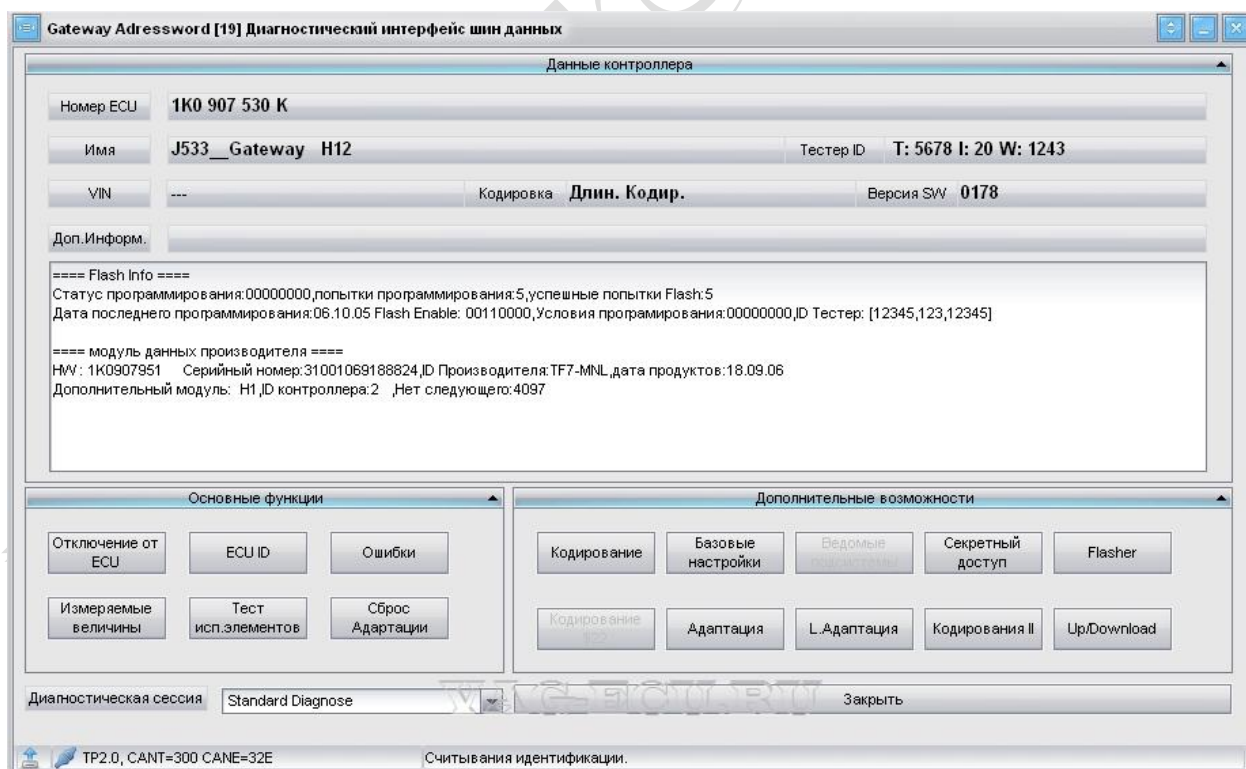 Gateway Adressword [19] Диагностический интерфейс шин данных
Данные контроллера
Номер ECU 1K0 907 530 K
Имя J533__Gateway H12 Тестер ID T: 5678 I: 20 W: 1243
VIN --- Кодировка Длин. Кодир. Версия SW 0178
Доп.Информ.
==== Flash Info ====
Статус программирования:00000000,попытки программирования:5,успешные попытки Flash:5
Дата последнего программирования:06.10.05 Flash Enable: 00110000,Условия програмирования:00000000,ID Тестер: [12345,123,12345]
==== модуль данных производителя ====
HW: 1K0907951 Серийный номер:31001069188824,ID Производителя:TF7-MNL,дата продуктов:18.09.06
Дополнительный модуль: H1,ID контроллера:2 ,Нет следующего:4097
Основные функции
Дополнительные возможности
Отключение от
ECU
ECU ID
Ошибки
Кодирование
Базовые
настройки
Ведомые
подсистемы
Секретный
доступ
Flasher
Измеряемые
величины
Тест
исп.элементов
Сброс
Адартации
Кодирование
Адаптация
L.Адаптация
Кодирования II
Up/Download
Диагностическая сессия Standard Diagnose
VAG-ECU.RU
Закрыть
TP2.0, CANT=300 CANE=32E Считывания идентификации.